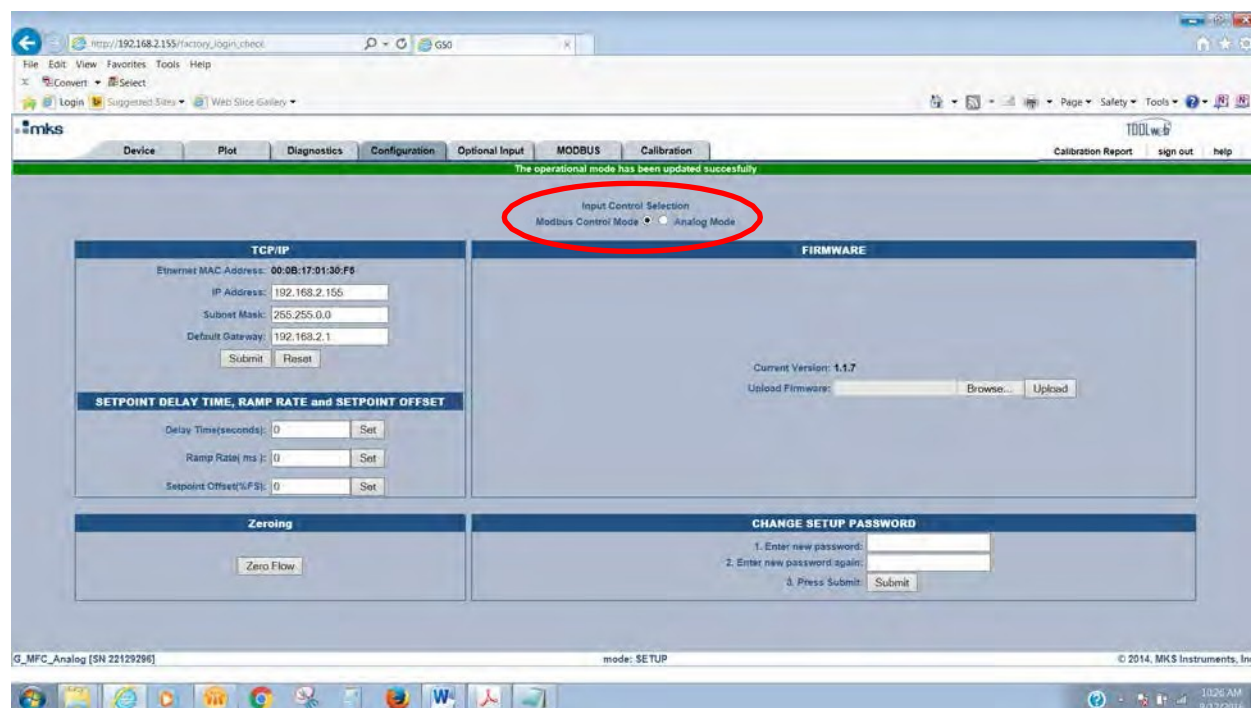 http://192.168.2.155/factory_login_check
G50
File Edit View Favorites Tools Help
x Convert Select
Login Suggested Sites Web Slice Gallery
Page Safety Tools
mks
TOOLweb
Device Plot Diagnostics Configuration Optional Input MODBUS Calibration
Calibration Report sign out help
The operational mode has been updated succesfully
Input Control Selection
Modbus Control Mode Analog Mode
TCP/IP
Ethernet MAC Address: 00:0B:17:01:30:F6
IP Address: 192.168.2.155
Subnet Mask: 255.255.0.0
Default Gateway: 192.168.2.1
Submit Reset
SETPOINT DELAY TIME, RAMP RATE and SETPOINT OFFSET
Delay Time(seconds): 0 Set
Ramp Rate( ms ): 0 Set
Setpoint Offset(%FS): 0 Set
FIRMWARE
Current Version: 1.1.7
Upload Firmware: Browse... Upload
Zeroing
Zero Flow
CHANGE SETUP PASSWORD
1. Enter new password:
2. Enter new password again:
3. Press Submit: Submit
G_MFC_Analog [SN 22129296]
mode: SETUP
© 2014, MKS Instruments, In
10:26 AM